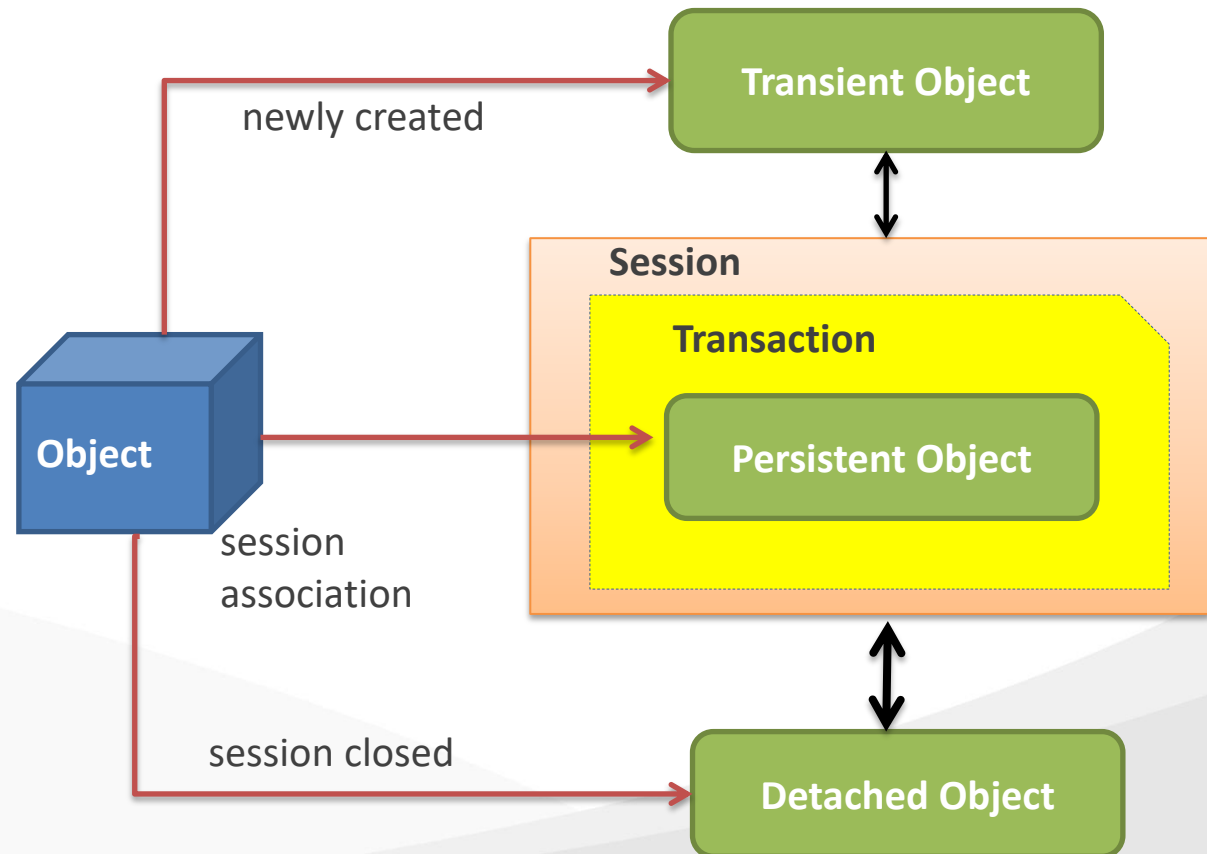 Transient Object
newly created
Session
Transaction
Object
Persistent Object
session
association
session closed
Detached Object